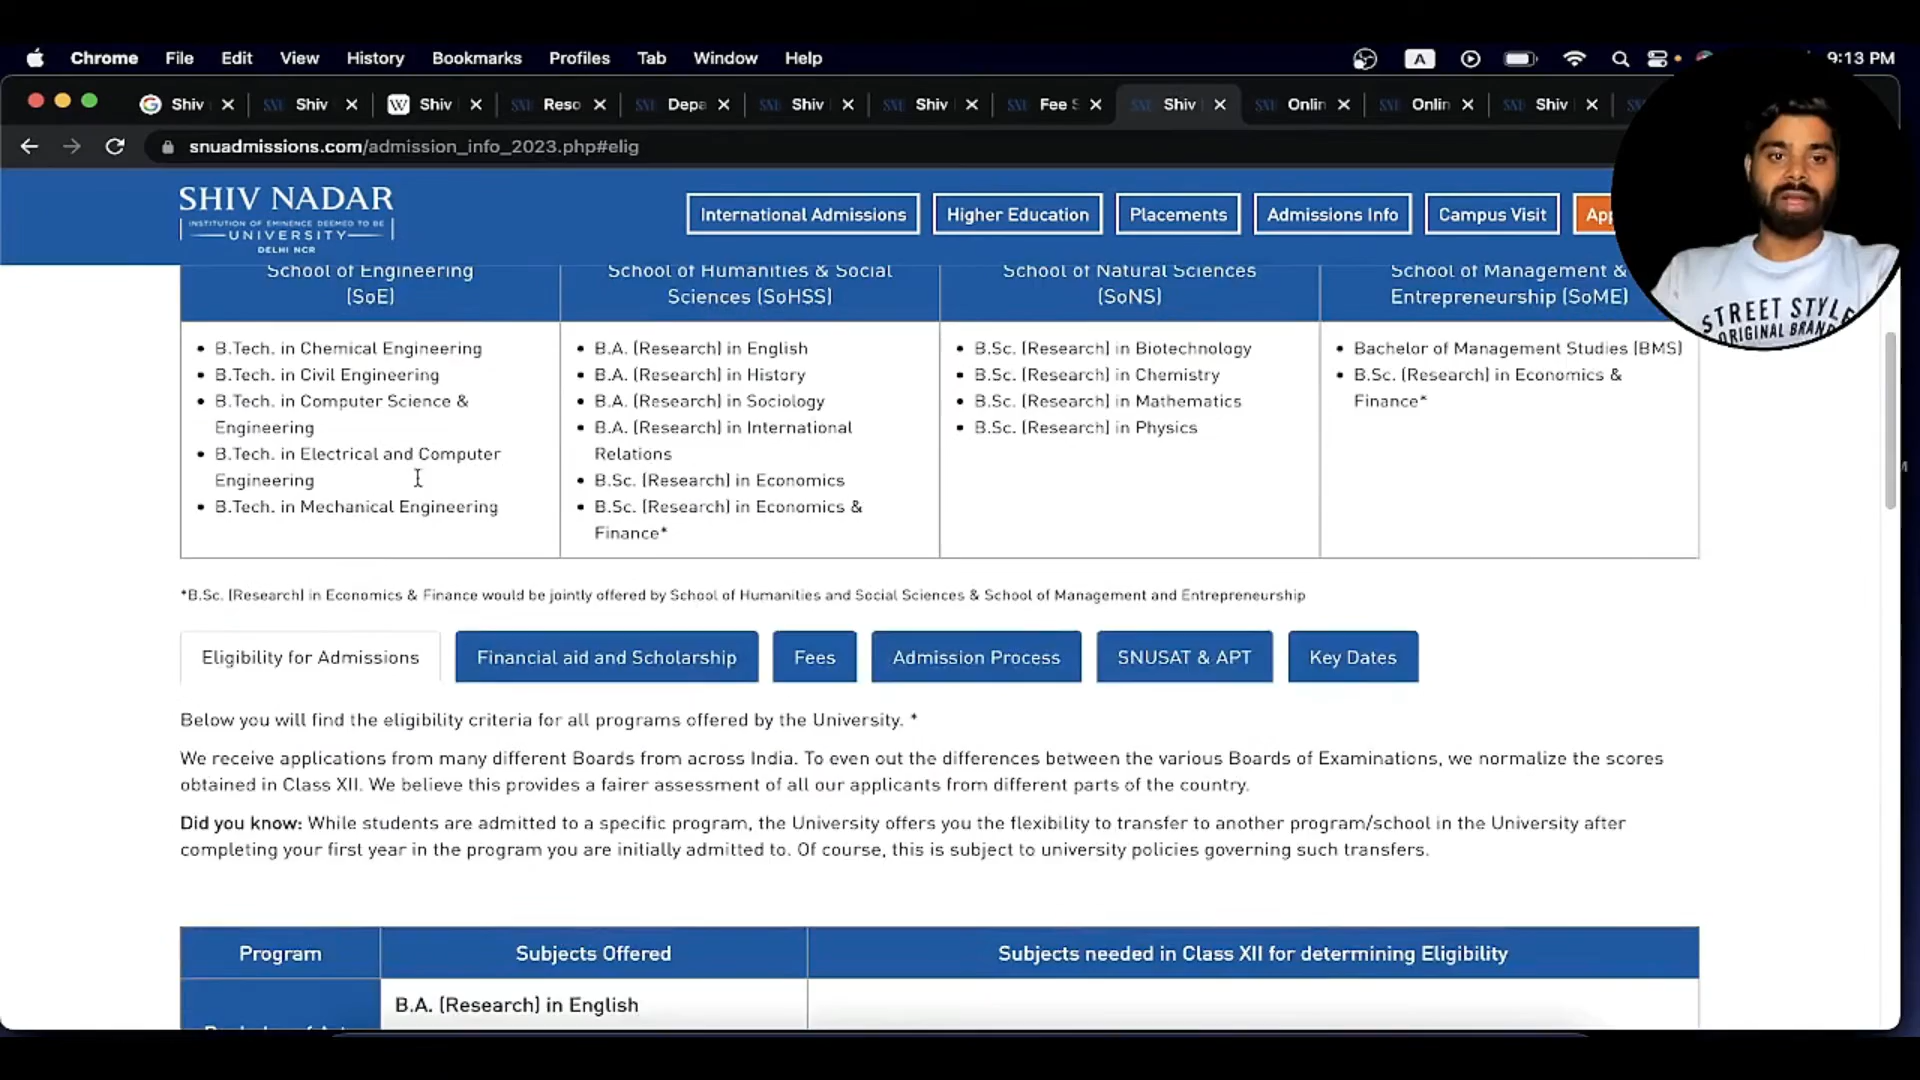 Chrome File Edit View History Bookmarks Profiles Tab Window Help A 9:13 PM
Shiv Shiv Shiv Reso Depa Shiv Shiv Fee S Shiv Onlin Onlin Shiv
snuadmissions.com/admission_info_2023.php#elig
SHIV NADAR
INSTITUTION OF EMINENCE DEEMED TO BE
UNIVERSITY
DELHI NCR
International Admissions
Higher Education
Placements
Admissions Info
Campus Visit
App
STREET STYLE
ORIGINAL BRAN
School of Engineering
(SoE)
School of Humanities & Social
Sciences (SoHSS)
School of Natural Sciences
(SoNS)
School of Management &
Entrepreneurship (SoME)
• B.Tech. in Chemical Engineering
• B.Tech. in Civil Engineering
• B.Tech. in Computer Science &
Engineering
• B.Tech. in Electrical and Computer
Engineering
• B.Tech. in Mechanical Engineering
• B.A. (Research) in English
• B.A. (Research) in History
• B.A. (Research) in Sociology
• B.A. (Research) in International
Relations
• B.Sc. (Research) in Economics
• B.Sc. (Research) in Economics &
Finance*
• B.Sc. (Research) in Biotechnology
• B.Sc. (Research) in Chemistry
• B.Sc. (Research) in Mathematics
• B.Sc. (Research) in Physics
• Bachelor of Management Studies (BMS)
• B.Sc. (Research) in Economics &
Finance*
*B.Sc. (Research) in Economics & Finance would be jointly offered by School of Humanities and Social Sciences & School of Management and Entrepreneurship
Eligibility for Admissions
Financial aid and Scholarship
Fees
Admission Process
SNUSAT & APT
Key Dates
Below you will find the eligibility criteria for all programs offered by the University. *
We receive applications from many different Boards from across India. To even out the differences between the various Boards of Examinations, we normalize the scores
obtained in Class XII. We believe this provides a fairer assessment of all our applicants from different parts of the country.
Did you know: While students are admitted to a specific program, the University offers you the flexibility to transfer to another program/school in the University after
completing your first year in the program you are initially admitted to. Of course, this is subject to university policies governing such transfers.
Program
Subjects Offered
Subjects needed in Class XII for determining Eligibility
B.A. (Research) in English